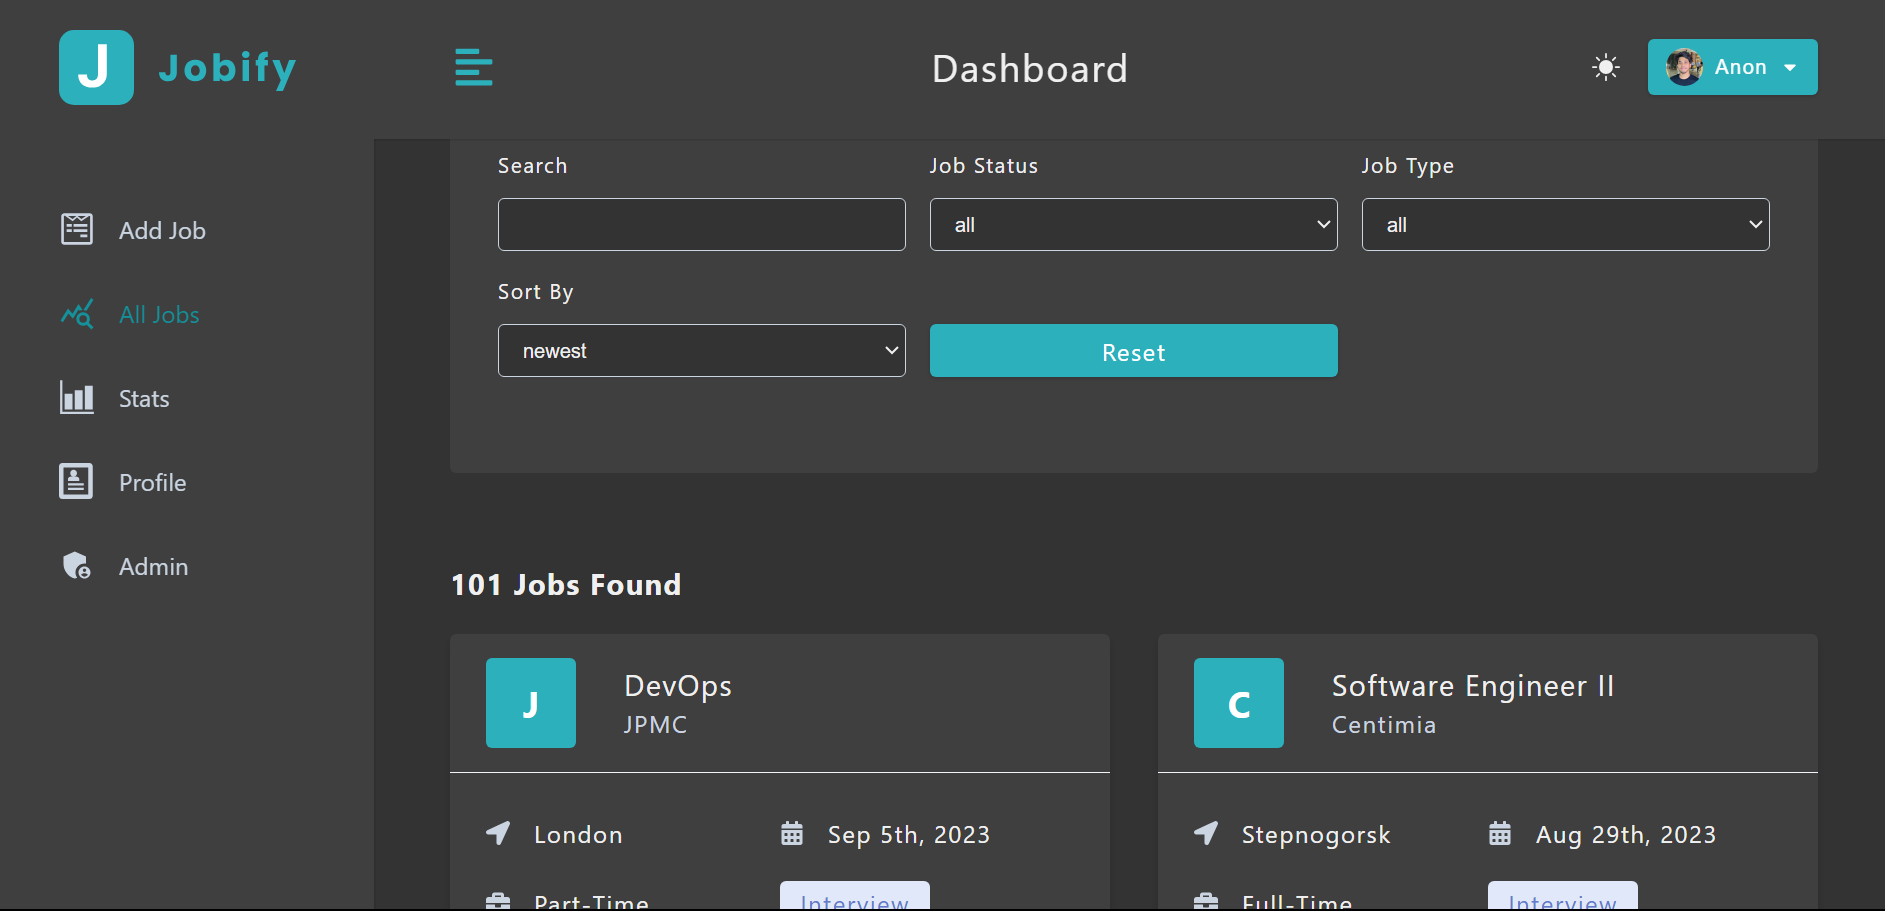 J Jobify
Dashboard
Anon
Add Job
All Jobs
Stats
Profile
Admin
Search
Job Status
Job Type
all
all
Sort By
newest
Reset
101 Jobs Found
J
DevOps
JPMC
London
Sep 5th, 2023
Part-Time
Interview
C
Software Engineer II
Centimia
Stepnogorsk
Aug 29th, 2023
Full-Time
Interview